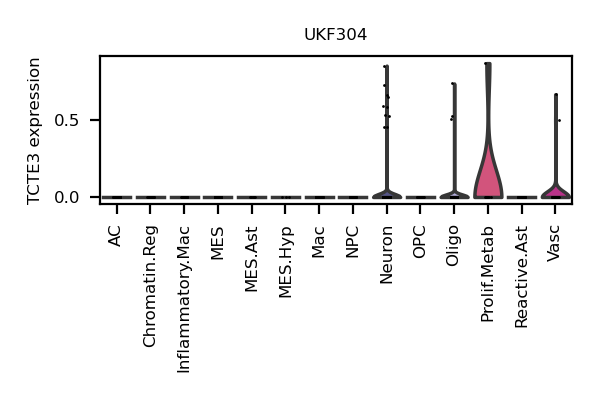 UKF304
TCTE3 expression
0.5
0.0
AC
Chromatin.Reg
Inflammatory.Mac
MES
MES.Ast
MES.Hyp
Mac
NPC
Neuron
OPC
Oligo
Prolif.Metab
Reactive.Ast
Vasc